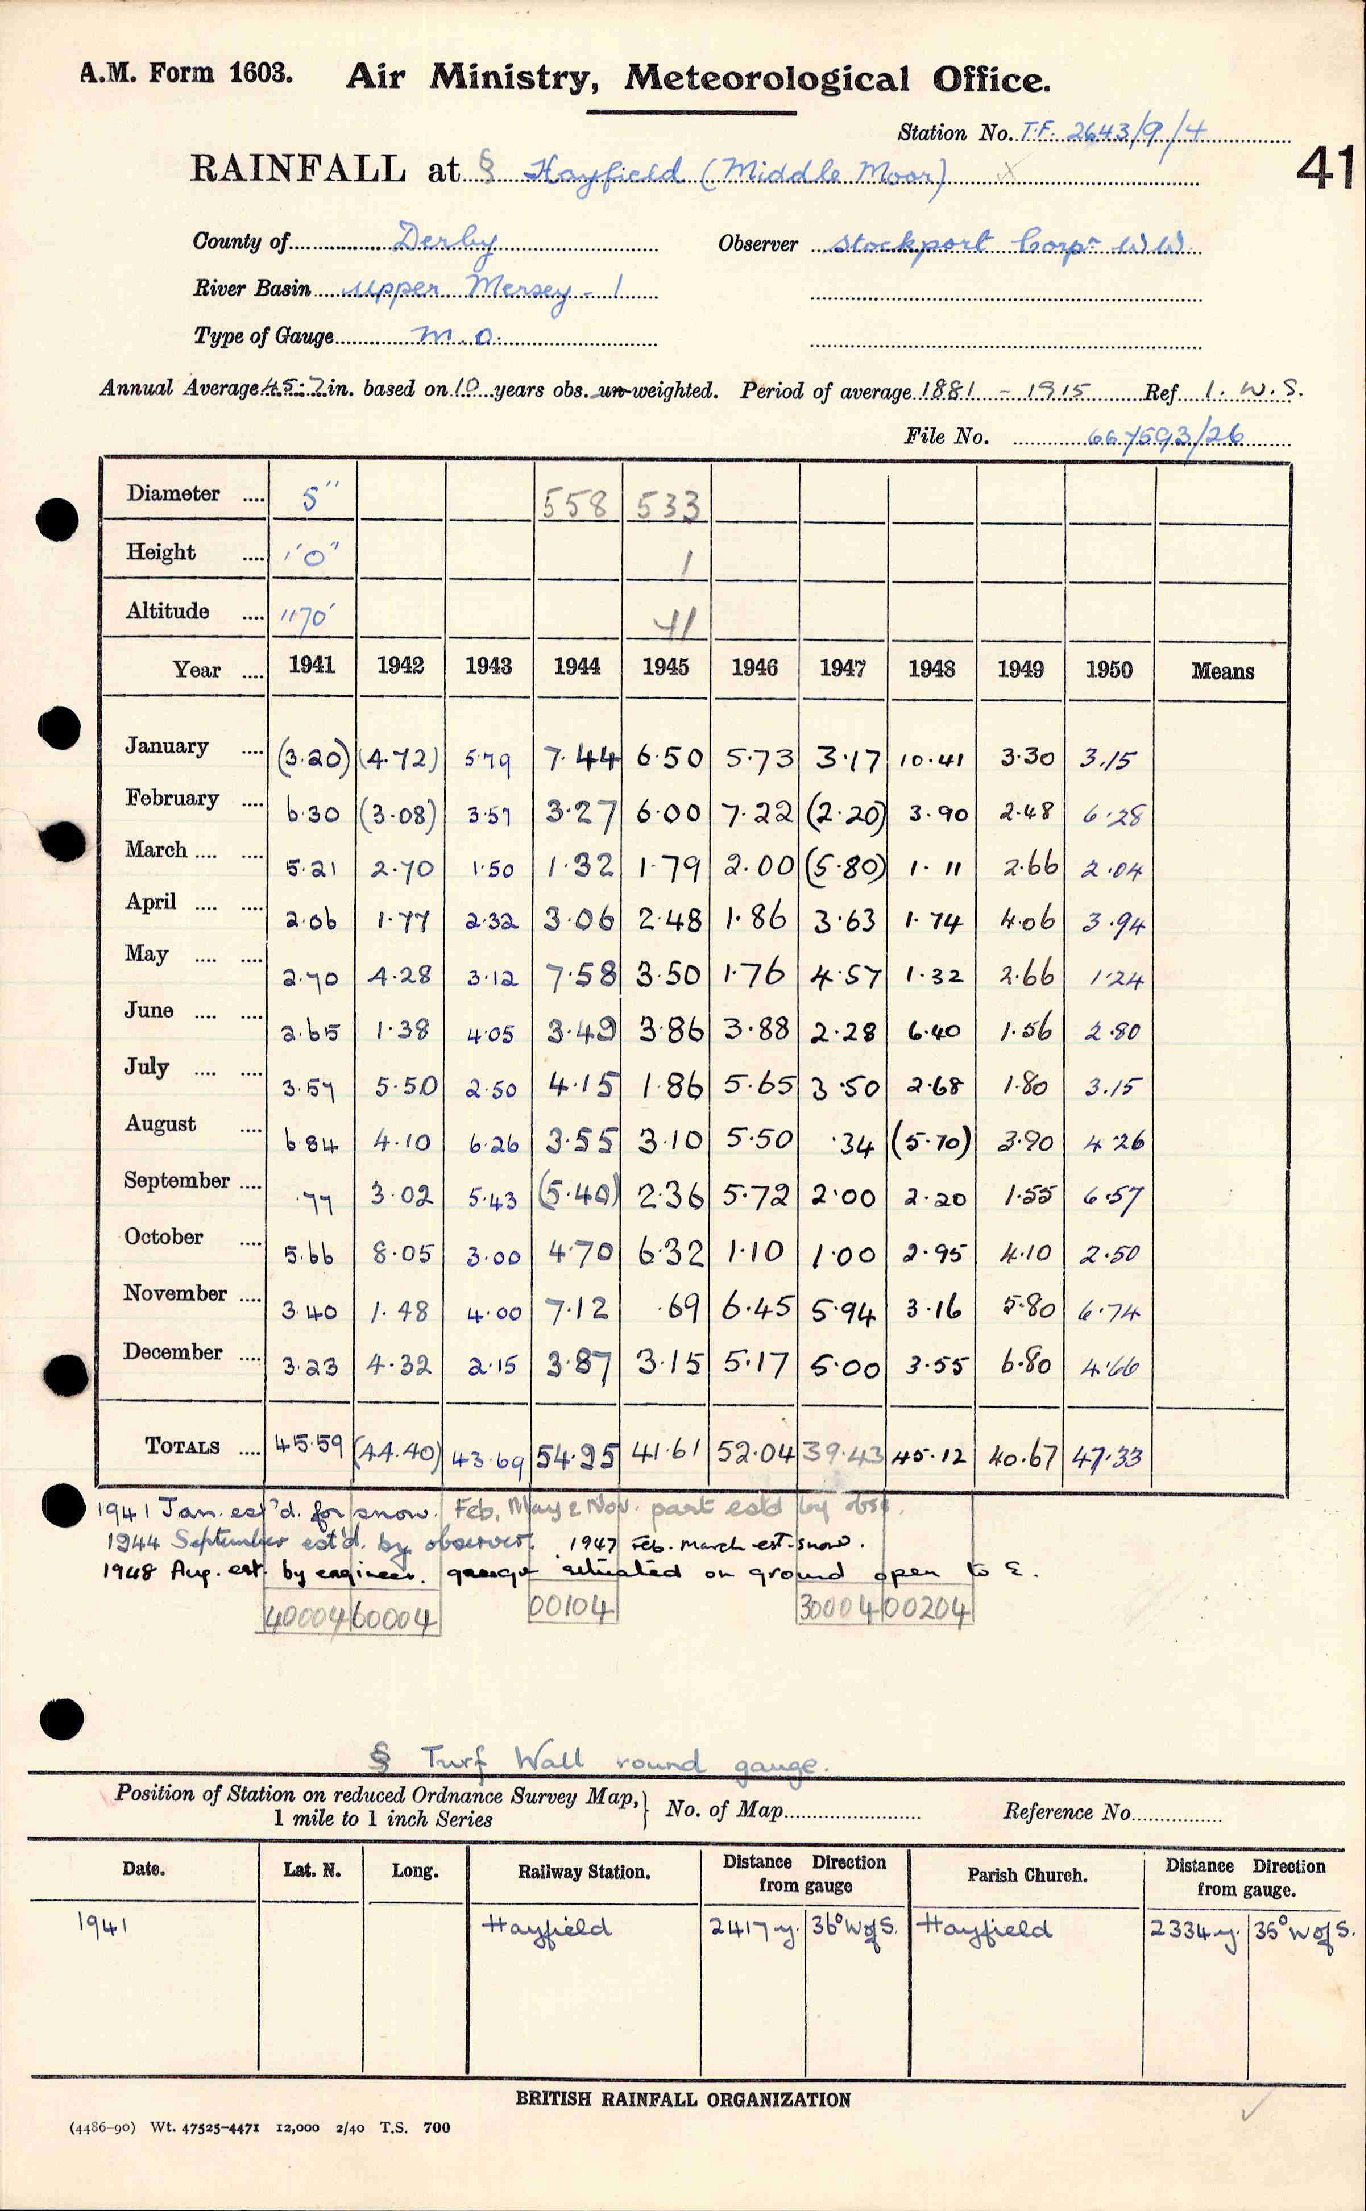 A.M. Form 1603. Air Ministry, Meteorological Office.
Station No. T.F. 2643/9/4
41
RAINFALL at § Hayfield (Middle Moor)
County of Derby Observer Stockport Corpn W.W.
River Basin Upper Mersey - 1
Type of Gauge M.O.
Annual Average 45.7 in. based on 10 years obs. un-weighted. Period of average 1881 - 1915 Ref 1. W.S.
File No. 667593/26
Diameter .... 5" 558 533
Height .... 1'0" 1
Altitude .... 1170' 41
Year .... 1941 1942 1943 1944 1945 1946 1947 1948 1949 1950 Means
January .... (3.20) (4.72) 5.79 7.44 6.50 5.73 3.17 10.41 3.30 3.15
February .... 6.30 (3.08) 3.57 3.27 6.00 7.22 (2.20) 3.90 2.48 6.28
March .... .... 5.21 2.70 1.50 1.32 1.79 2.00 (5.80) 1.11 2.66 2.04
April .... .... 2.06 1.77 2.32 3.06 2.48 1.86 3.63 1.74 4.06 3.94
May .... .... 2.70 4.28 3.12 7.58 3.50 1.76 4.57 1.32 2.66 1.24
June .... .... 2.65 1.38 4.05 3.49 3.86 3.88 2.28 6.40 1.56 2.80
July .... .... 3.57 5.50 2.50 4.15 1.86 5.65 3.50 2.68 1.80 3.15
August .... 6.84 4.10 6.26 3.55 3.10 5.50 .34 (5.70) 3.90 4.26
September .... .77 3.02 5.43 (5.40) 2.36 5.72 2.00 2.20 1.55 6.57
October .... 5.66 8.05 3.00 4.70 6.32 1.10 1.00 2.95 4.10 2.50
November .... 3.40 1.48 4.00 7.12 .69 6.45 5.94 3.16 5.80 6.74
December .... 3.23 4.32 2.15 3.87 3.15 5.17 5.00 3.55 6.80 4.66
TOTALS .... 45.59 (44.40) 43.69 54.95 41.61 52.04 39.43 45.12 40.67 47.33
1941 Jan. est'd. for snow. Feb, May & Nov. part estd by obsr.
1944 September est'd. by observer. 1947 Feb. March est. snow.
1948 Aug. est. by engineer. gauge situated on ground open to E.
40004 60004 00104 30004 00204
§ Turf Wall round gauge.
Position of Station on reduced Ordnance Survey Map, 1 mile to 1 inch Series } No. of Map Reference No.
Date. Lat. N. Long. Railway Station. Distance Direction from gauge Parish Church. Distance Direction from gauge.
1941 Hayfield 2417 y. 36° W of S. Hayfield 2334 y. 35° W of S.
BRITISH RAINFALL ORGANIZATION
(4486-90) Wt. 47525-4471 12,000 2/40 T.S. 700